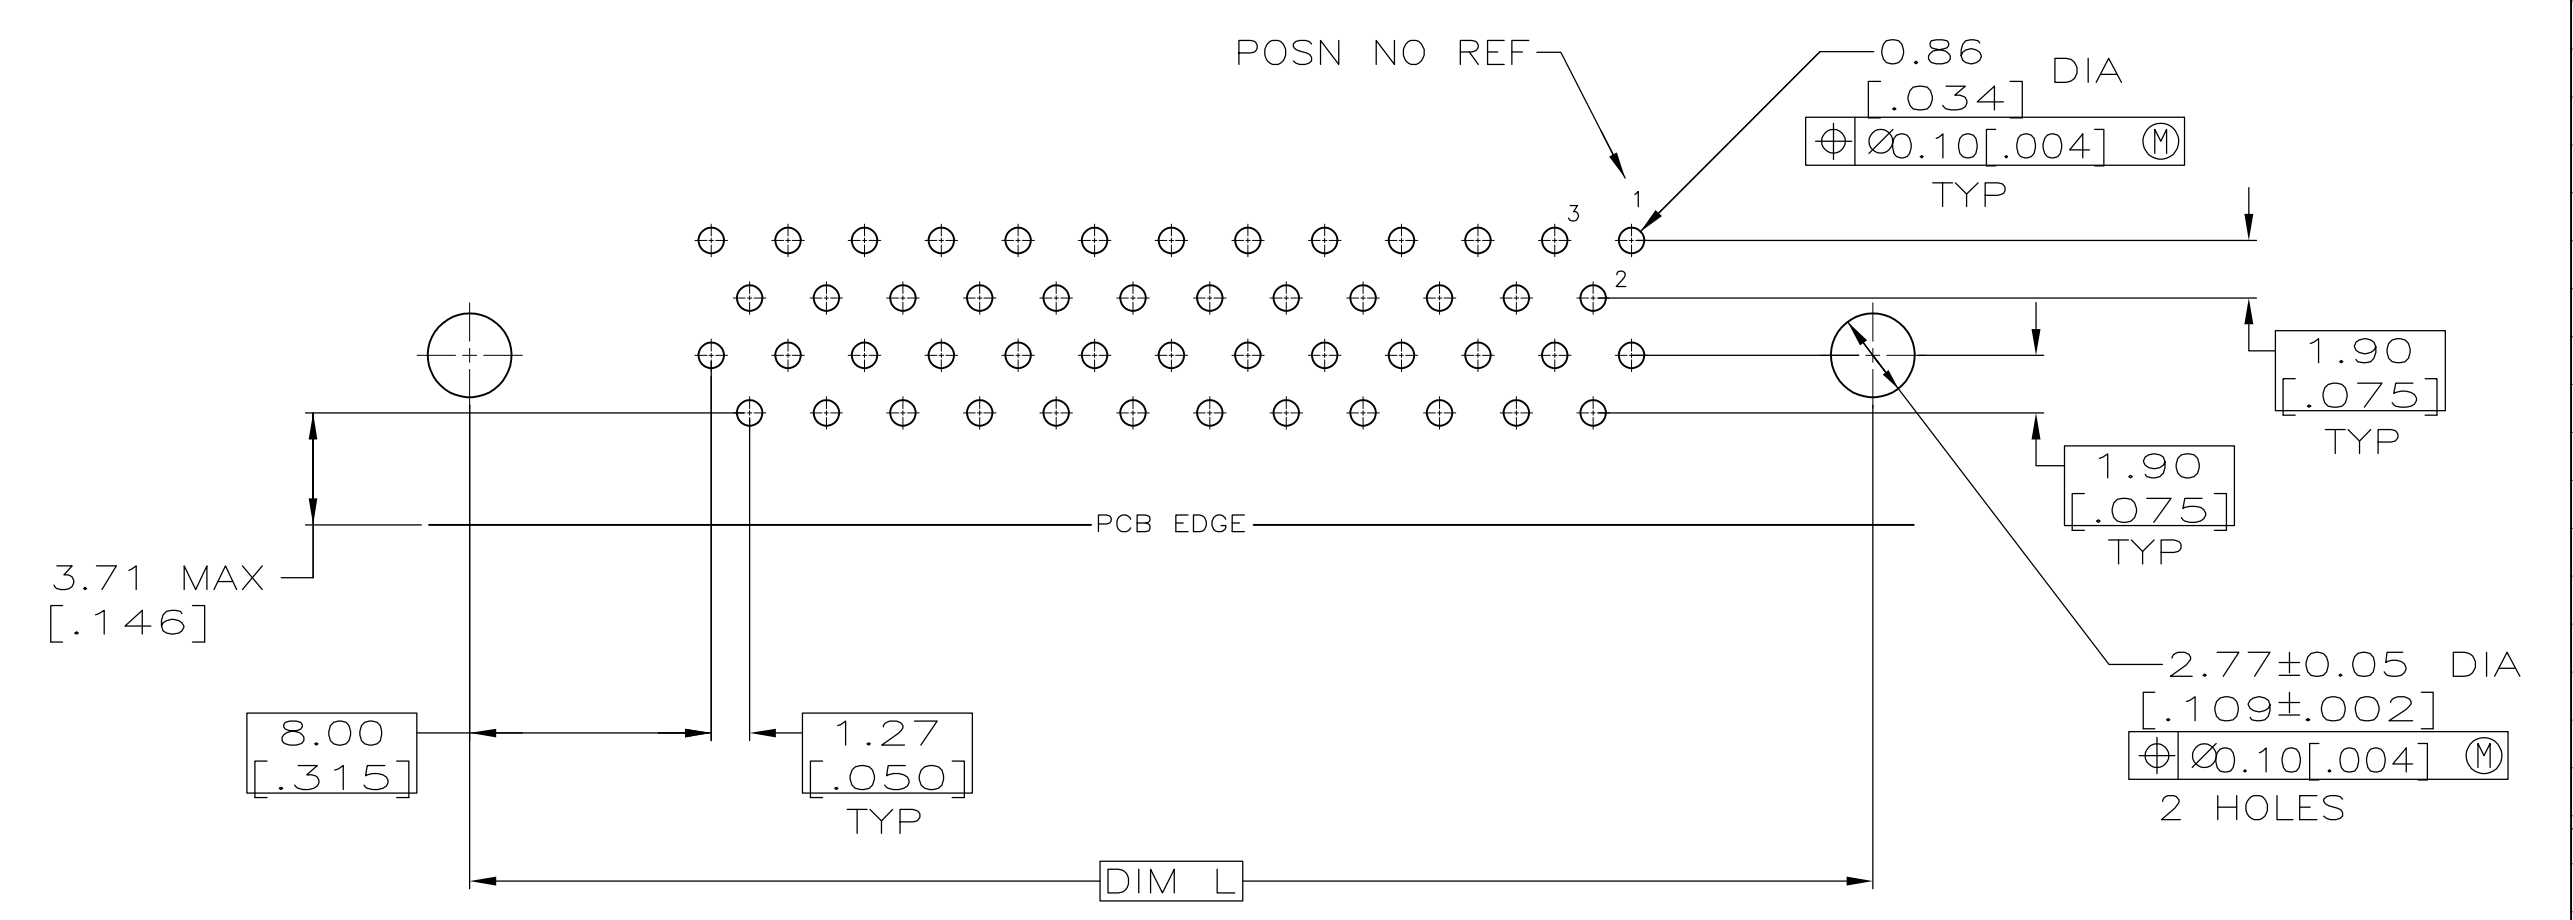 POSN NO REF
0.86
[.034]
DIA
⌖ Ø0.10[.004] Ⓜ
TYP
1
3
2
1.90
[.075]
TYP
1.90
[.075]
TYP
PCB EDGE
3.71 MAX
[.146]
2.77±0.05 DIA
[.109±.002]
⌖ Ø0.10[.004] Ⓜ
2 HOLES
8.00
[.315]
1.27
[.050]
TYP
DIM L